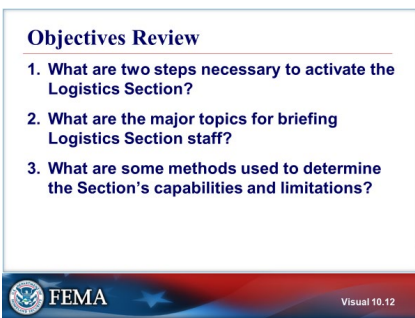 Objectives Review
1. What are two steps necessary to activate the
Logistics Section?
2. What are the major topics for briefing
Logistics Section staff?
3. What are some methods used to determine
the Section's capabilities and limitations?
FEMA
Visual 10.12